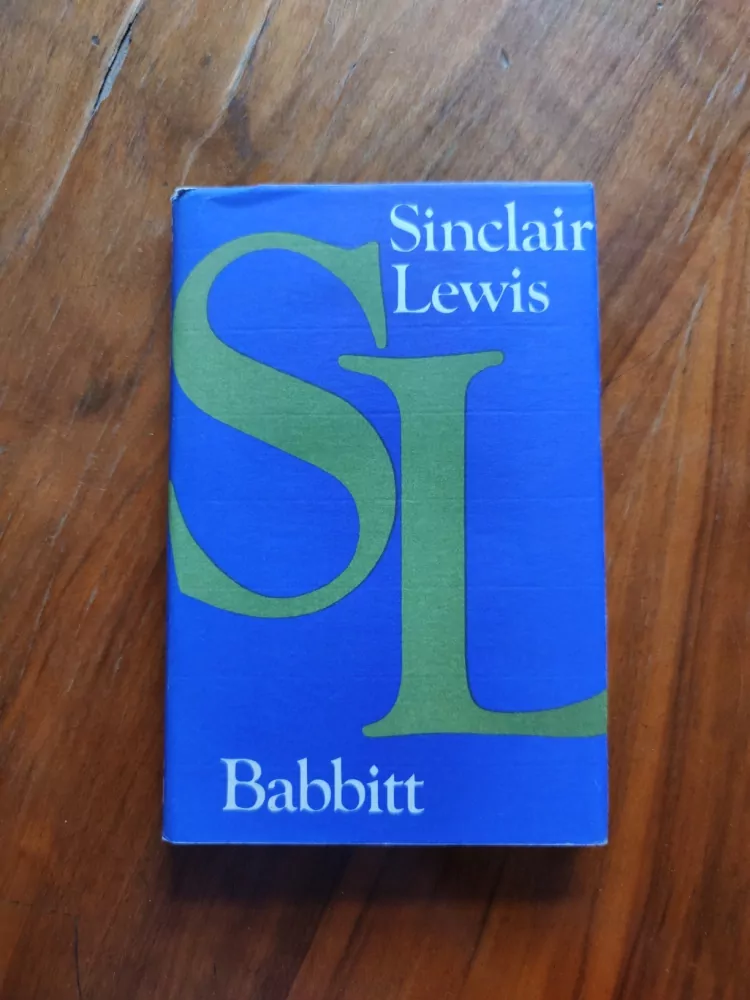 Sinclair
Lewis
SL
Babbitt